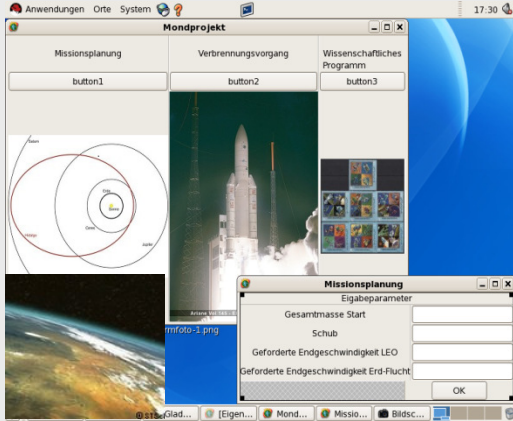 Anwendungen Orte System 17:30
Mondprojekt
Missionsplanung Verbrennungsvorgang Wissenschaftliches
Programm
button1 button2 button3
Missionsplanung
Eigabeparameter
Gesamtmasse Start
Schub
Geforderte Endgeschwindigkeit LEO
Geforderte Endgeschwindigkeit Erd-Flucht
OK
rmfoto-1.png
Glad... [Eigen... Mond... Missio... Bildsc...